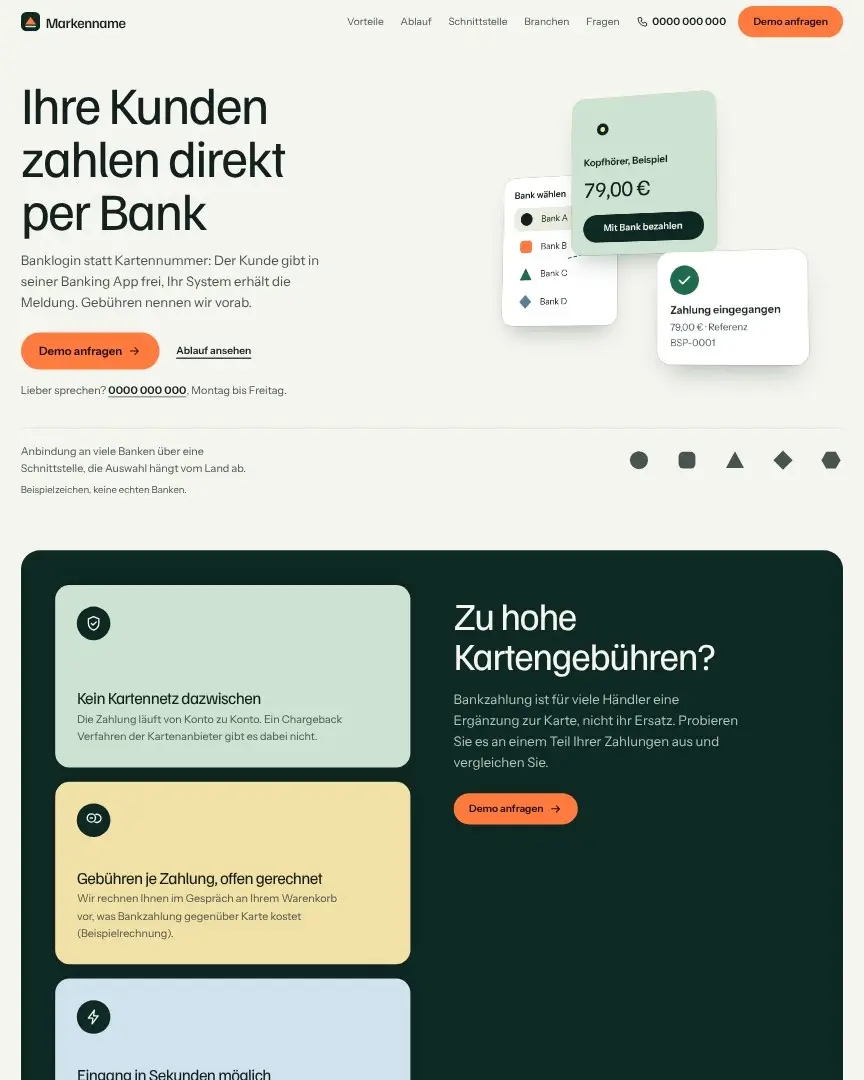 Markenname
Vorteile
Ablauf
Schnittstelle
Branchen
Fragen
0000 000 000
Demo anfragen
Ihre Kunden
zahlen direkt
per Bank
Banklogin statt Kartennummer: Der Kunde gibt in
seiner Banking App frei, Ihr System erhält die
Meldung. Gebühren nennen wir vorab.
Demo anfragen
Ablauf ansehen
Lieber sprechen? 0000 000 000, Montag bis Freitag.
Bank wählen
Bank A
Bank B
Bank C
Bank D
Kopfhörer, Beispiel
79,00 €
Mit Bank bezahlen
Zahlung eingegangen
79,00 € · Referenz
BSP-0001
Anbindung an viele Banken über eine
Schnittstelle, die Auswahl hängt vom Land ab.
Beispielzeichen, keine echten Banken.
Kein Kartennetz dazwischen
Die Zahlung läuft von Konto zu Konto. Ein Chargeback
Verfahren der Kartenanbieter gibt es dabei nicht.
Gebühren je Zahlung, offen gerechnet
Wir rechnen Ihnen im Gespräch an Ihrem Warenkorb
vor, was Bankzahlung gegenüber Karte kostet
(Beispielrechnung).
Eingang in Sekunden möglich
Zu hohe
Kartengebühren?
Bankzahlung ist für viele Händler eine
Ergänzung zur Karte, nicht ihr Ersatz. Probieren
Sie es an einem Teil Ihrer Zahlungen aus und
vergleichen Sie.
Demo anfragen